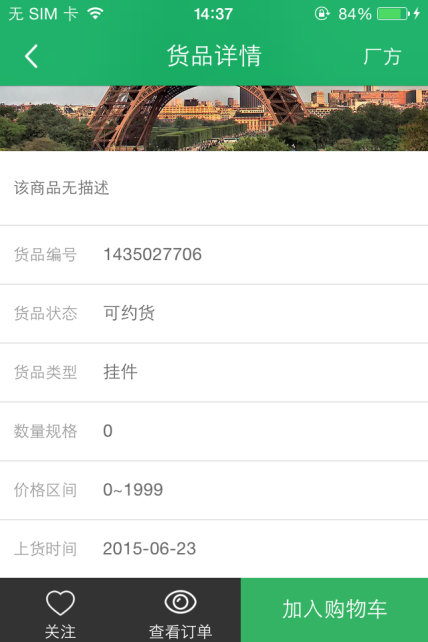 无 SIM 卡 14:37 84%
货品详情 厂方
该商品无描述
货品编号 1435027706
货品状态 可约货
货品类型 挂件
数量规格 0
价格区间 0~1999
上货时间 2015-06-23
关注 查看订单 加入购物车